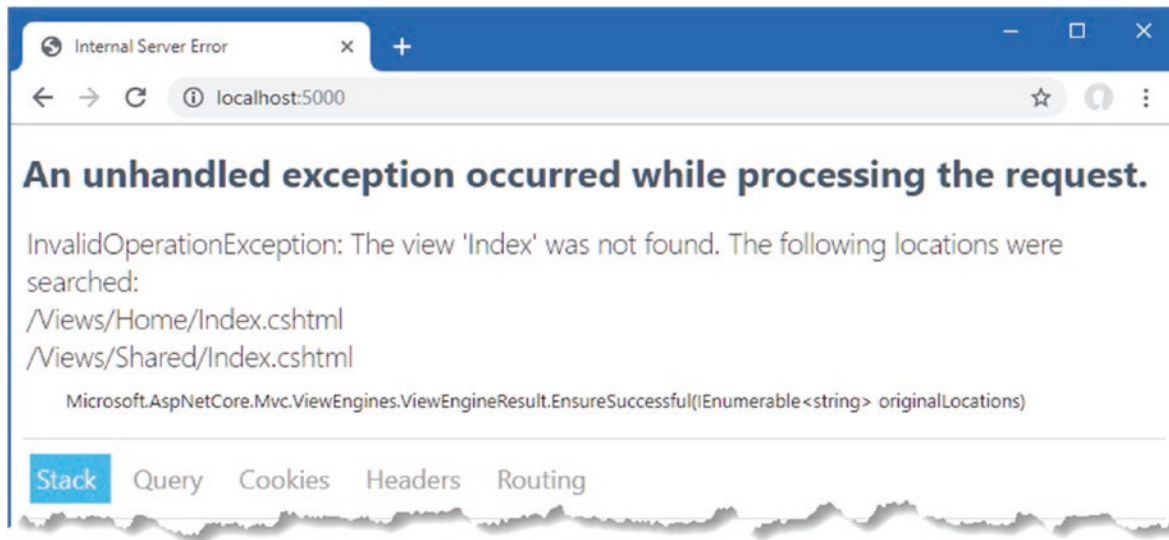 Internal Server Error
localhost:5000
An unhandled exception occurred while processing the request.
InvalidOperationException: The view 'Index' was not found. The following locations were
searched:
/Views/Home/Index.cshtml
/Views/Shared/Index.cshtml
Microsoft.AspNetCore.Mvc.ViewEngines.ViewEngineResult.EnsureSuccessful(IEnumerable<string> originalLocations)
Stack Query Cookies Headers Routing